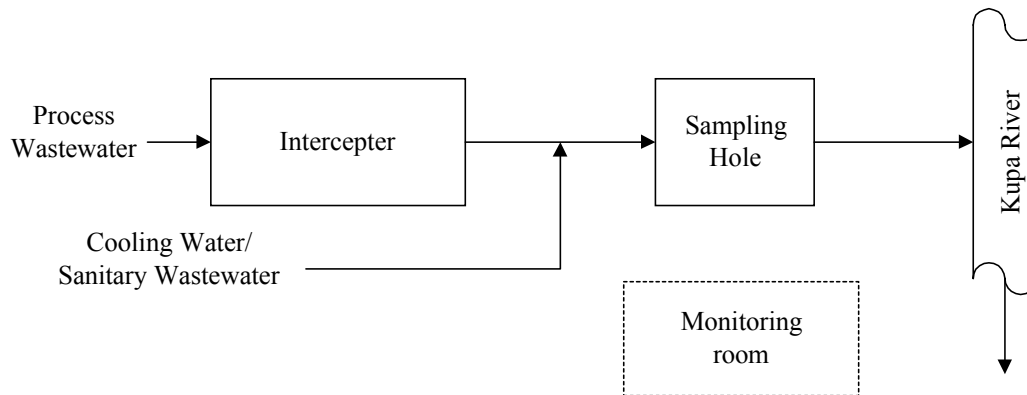 Process
Wastewater
Intercepter
Sampling
Hole
Kupa River
Cooling Water/
Sanitary Wastewater
Monitoring
room